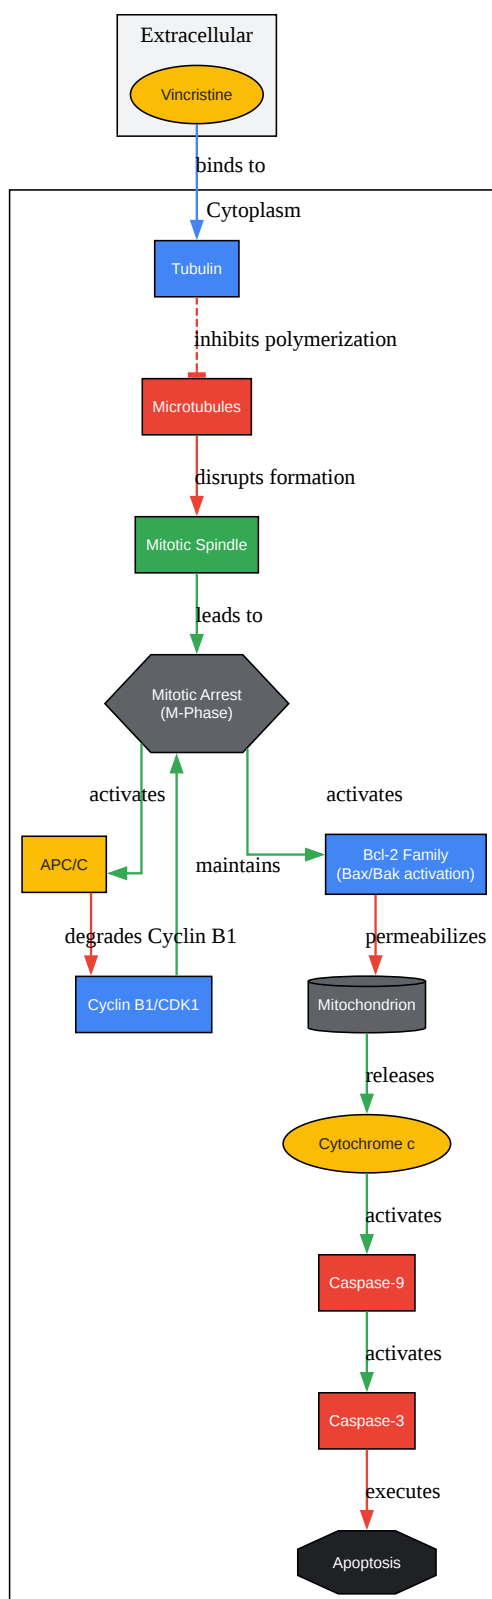 Extracellular
Vincristine
binds to
Cytoplasm
Tubulin
inhibits polymerization
Microtubules
disrupts formation
Mitotic Spindle
leads to
Mitotic Arrest
(M-Phase)
activates
activates
APC/C
maintains
Bcl-2 Family
(Bax/Bak activation)
degrades Cyclin B1
permeabilizes
Cyclin B1/CDK1
Mitochondrion
releases
Cytochrome c
activates
Caspase-9
activates
Caspase-3
executes
Apoptosis